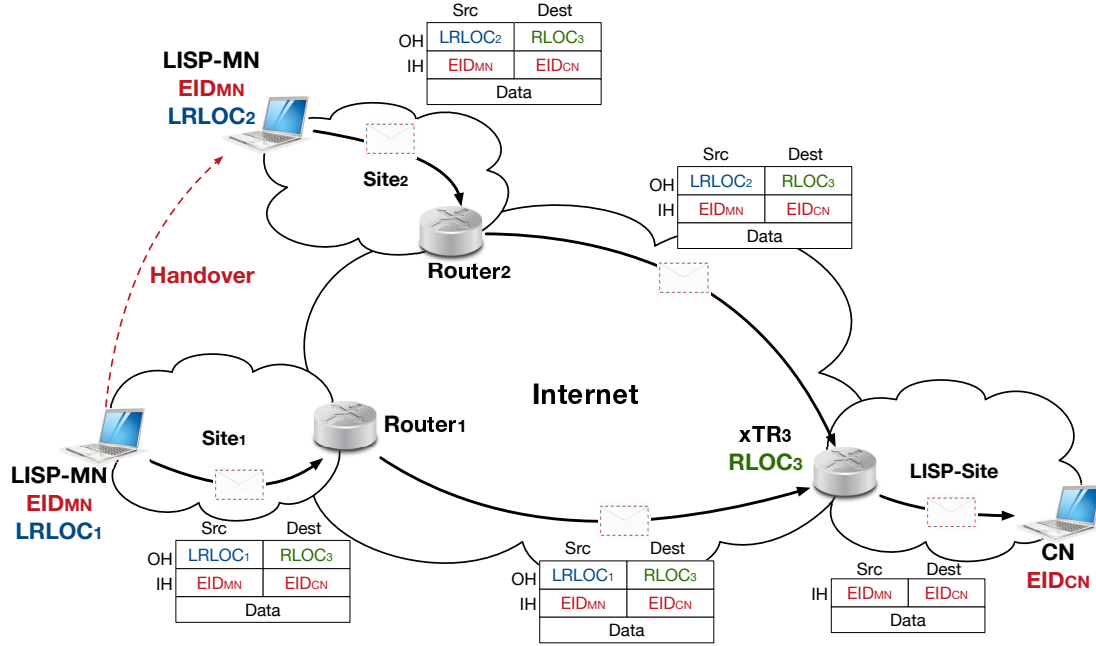 Src Dest
OH LRLOC2 RLOC3
IH EIDMN EIDCN
Data
LISP-MN
EIDMN
LRLOC2
Site2
Router2
Src Dest
OH LRLOC2 RLOC3
IH EIDMN EIDCN
Data
Handover
Internet
Site1
Router1
LISP-MN
EIDMN
LRLOC1
xTR3
RLOC3
LISP-Site
CN
EIDCN
Src Dest
OH LRLOC1 RLOC3
IH EIDMN EIDCN
Data
Src Dest
OH LRLOC1 RLOC3
IH EIDMN EIDCN
Data
Src Dest
IH EIDMN EIDCN
Data